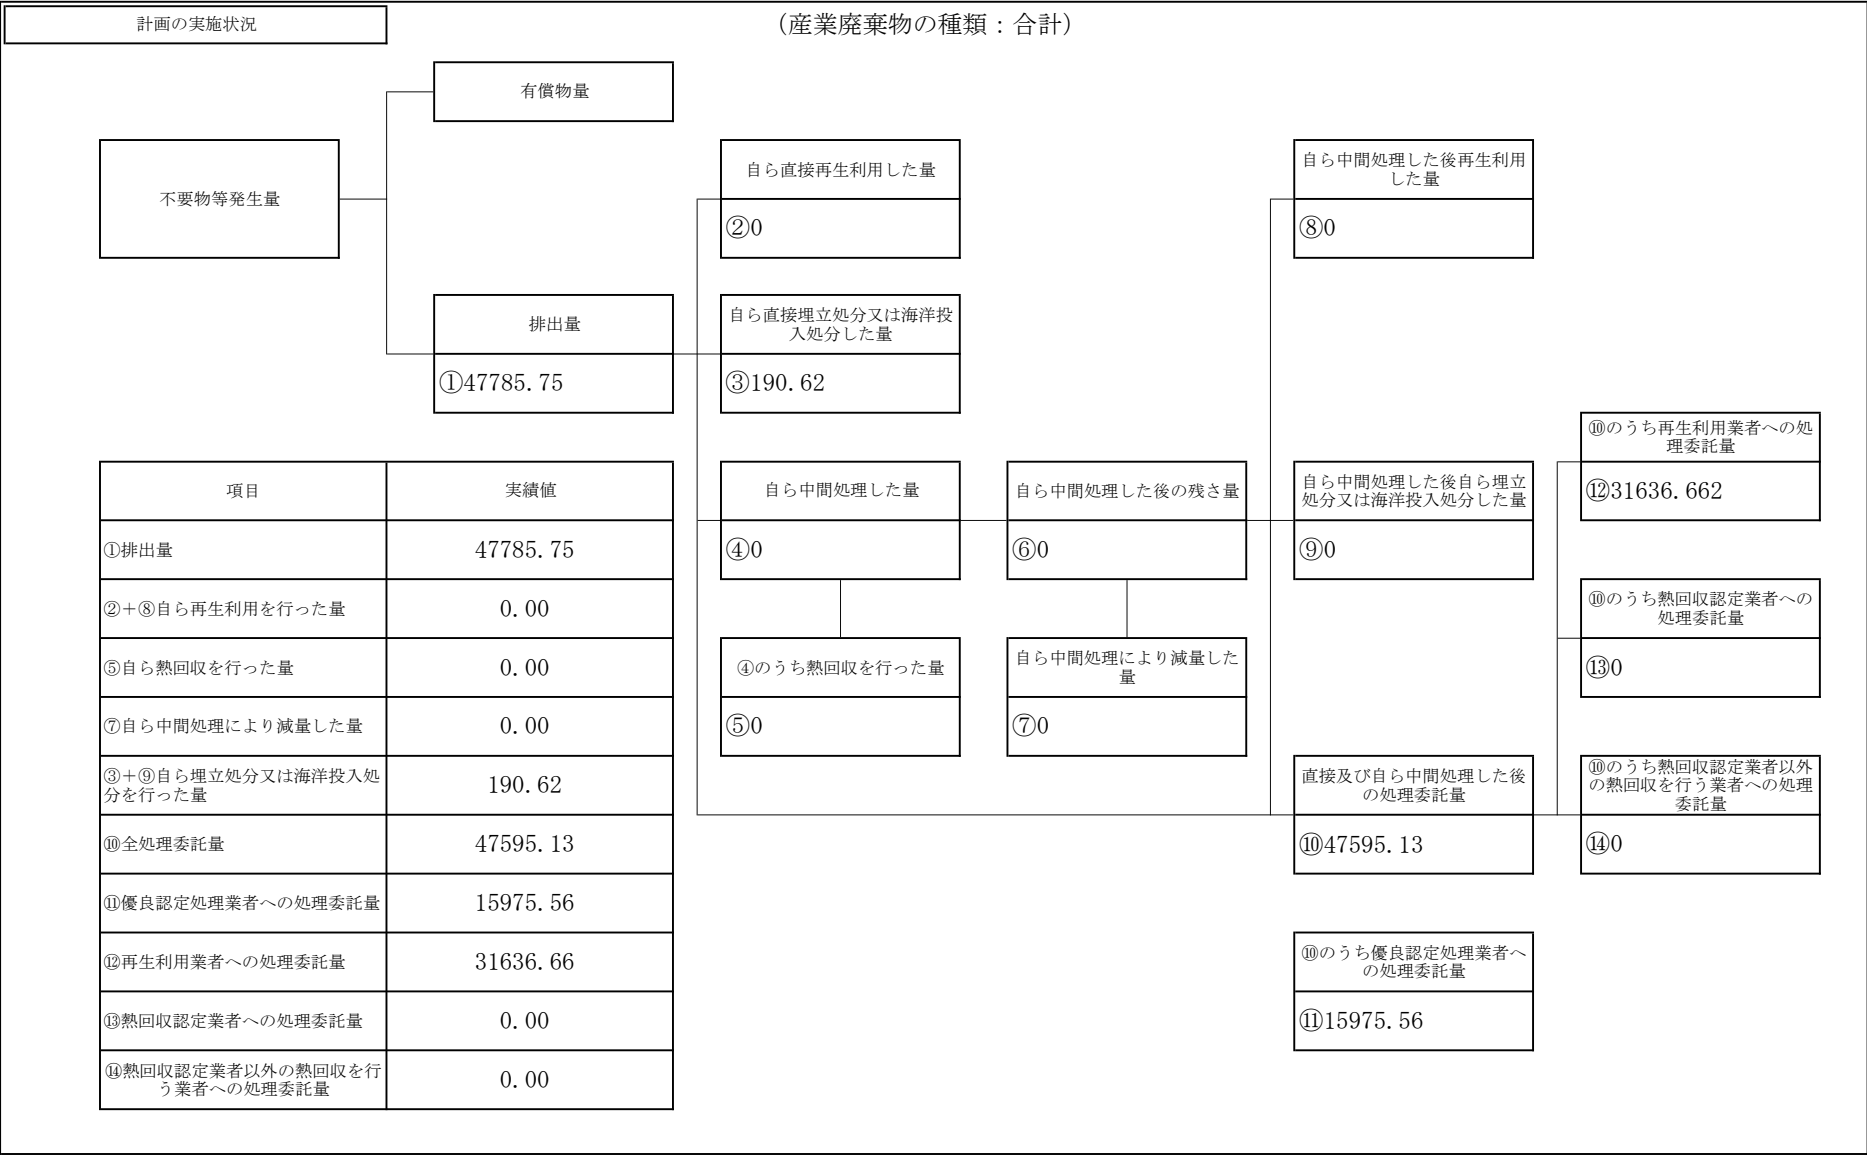 計画の実施状況
（産業廃棄物の種類：合計）
有償物量
不要物等発生量
自ら直接再生利用した量
②0
自ら中間処理した後再生利用
した量
⑧0
排出量
①47785.75
自ら直接埋立処分又は海洋投
入処分した量
③190.62
⑩のうち再生利用業者への処
理委託量
⑫31636.662
自ら中間処理した量
④0
自ら中間処理した後の残さ量
⑥0
自ら中間処理した後自ら埋立
処分又は海洋投入処分した量
⑨0
⑩のうち熱回収認定業者への
処理委託量
⑬0
④のうち熱回収を行った量
⑤0
自ら中間処理により減量した
量
⑦0
直接及び自ら中間処理した後
の処理委託量
⑩47595.13
⑩のうち熱回収認定業者以外
の熱回収を行う業者への処理
委託量
⑭0
⑩のうち優良認定処理業者へ
の処理委託量
⑪15975.56
項目 実績値
①排出量 47785.75
②＋⑧自ら再生利用を行った量 0.00
⑤自ら熱回収を行った量 0.00
⑦自ら中間処理により減量した量 0.00
③＋⑨自ら埋立処分又は海洋投入処
分を行った量 190.62
⑩全処理委託量 47595.13
⑪優良認定処理業者への処理委託量 15975.56
⑫再生利用業者への処理委託量 31636.66
⑬熱回収認定業者への処理委託量 0.00
⑭熱回収認定業者以外の熱回収を行
う業者への処理委託量 0.00